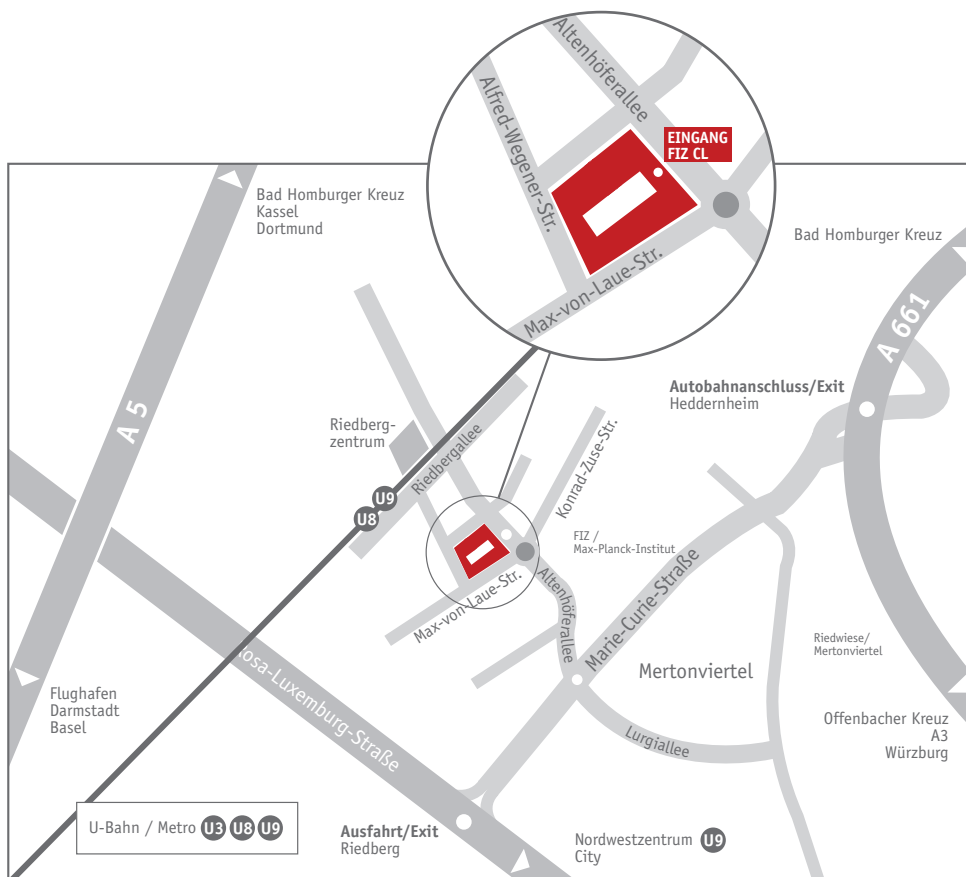 Altenhöferallee
Alfred-Wegener-Str.
EINGANG
FIZ CL
Max-von-Laue-Str.
Bad Homburger Kreuz
Kassel
Dortmund
Bad Homburger Kreuz
A 661
A 5
Autobahnanschluss/Exit
Heddernheim
Riedberg-
zentrum
Riedbergallee
Konrad-Zuse-Str.
U9
U8
FIZ /
Max-Planck-Institut
Max-von-Laue-Str.
Altenhöferallee
Marie-Curie-Straße
Riedwiese/
Mertonviertel
Mertonviertel
Rosa-Luxemburg-Straße
Flughafen
Darmstadt
Basel
Lurgiallee
Offenbacher Kreuz
A3
Würzburg
U-Bahn / Metro U3 U8 U9
Ausfahrt/Exit
Riedberg
Nordwestzentrum U9
City